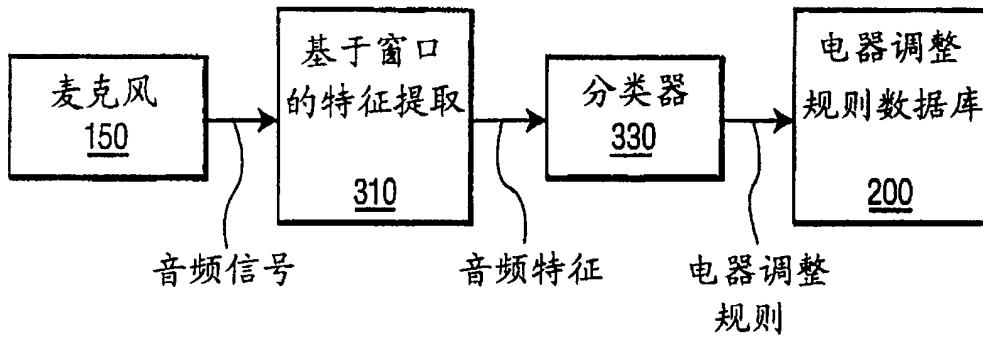 麦克风
150
基于窗口
的特征提取
310
分类器
330
电器调整
规则数据库
200
音频信号
音频特征
电器调整
规则